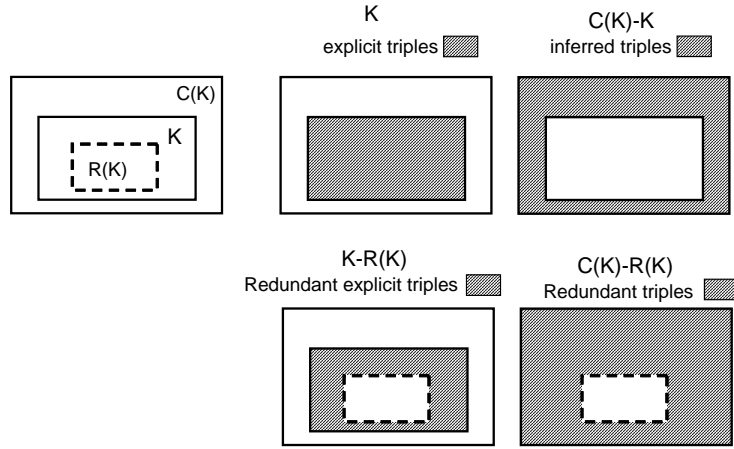 K
explicit triples
C(K)-K
inferred triples
C(K)
K
R(K)
K-R(K)
Redundant explicit triples
C(K)-R(K)
Redundant triples